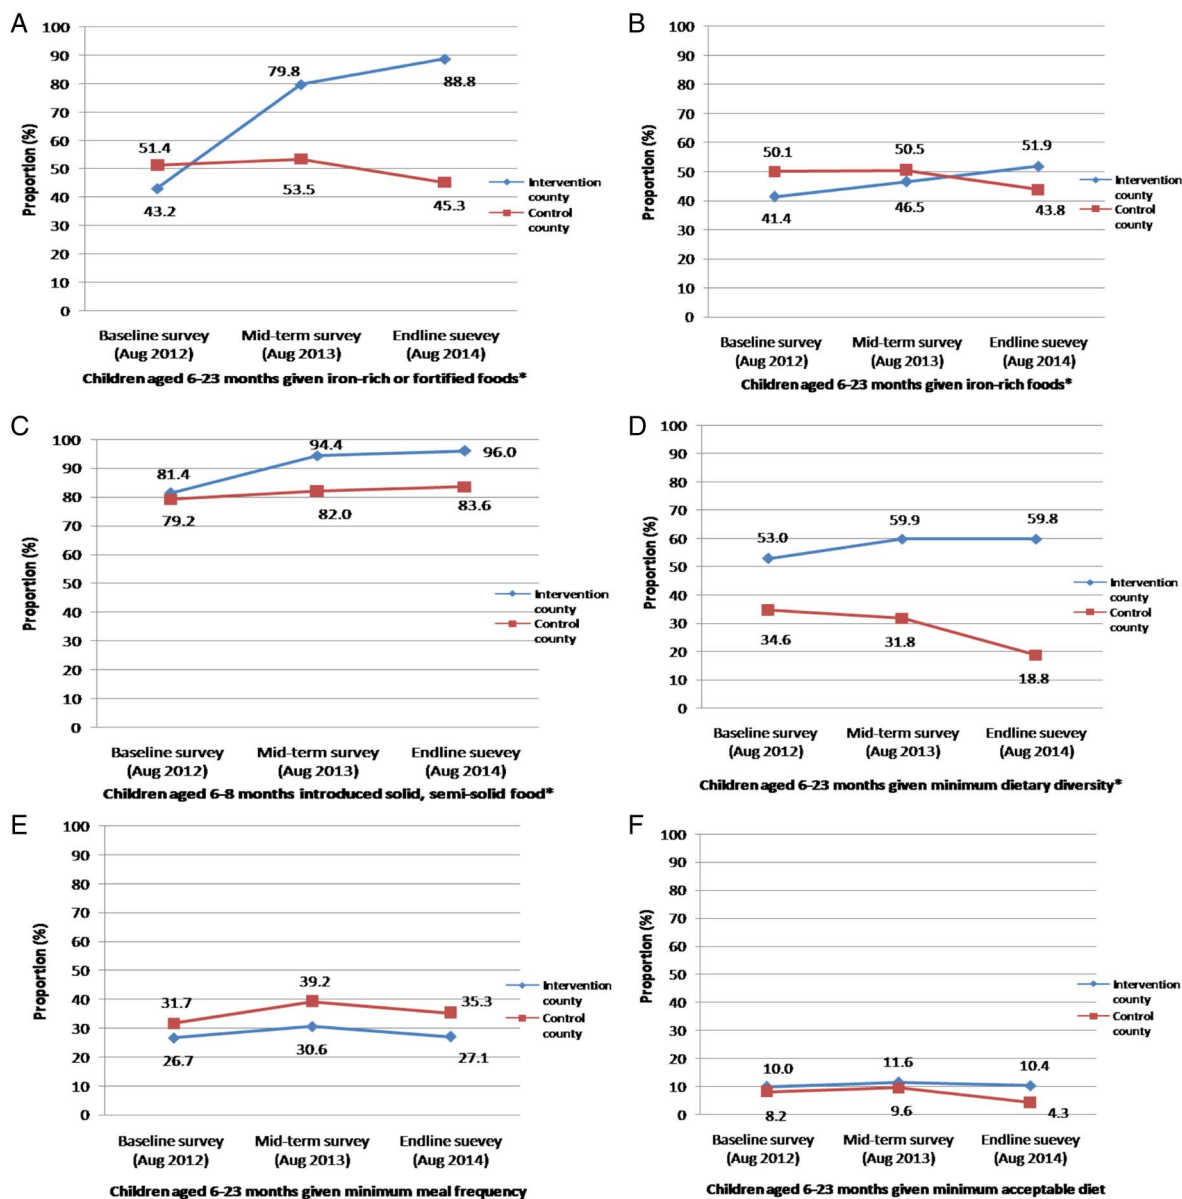 A
Proportion (%)
100
90
80
70
60
50
40
30
20
10
0
51.4
43.2
79.8
53.5
88.8
45.3
Intervention
county
Control
county
Baseline survey
(Aug 2012)
Mid-term survey
(Aug 2013)
Endline suevey
(Aug 2014)
Children aged 6–23 months given iron-rich or fortified foods*
B
Proportion (%)
100
90
80
70
60
50
40
30
20
10
0
50.1
41.4
50.5
46.5
51.9
43.8
Intervention
county
Control
county
Baseline survey
(Aug 2012)
Mid-term survey
(Aug 2013)
Endline suevey
(Aug 2014)
Children aged 6–23 months given iron-rich foods*
C
Proportion (%)
100
90
80
70
60
50
40
30
20
10
0
81.4
79.2
94.4
82.0
96.0
83.6
Intervention
county
Control
county
Baseline survey
(Aug 2012)
Mid-term survey
(Aug 2013)
Endline suevey
(Aug 2014)
Children aged 6–8 months introduced solid, semi-solid food*
D
Proportion (%)
100
90
80
70
60
50
40
30
20
10
0
53.0
34.6
59.9
31.8
59.8
18.8
Intervention
county
Control
county
Baseline survey
(Aug 2012)
Mid-term survey
(Aug 2013)
Endline suevey
(Aug 2014)
Children aged 6–23 months given minimum dietary diversity*
E
Proportion (%)
100
90
80
70
60
50
40
30
20
10
0
31.7
26.7
39.2
30.6
35.3
27.1
Intervention
county
Control
county
Baseline survey
(Aug 2012)
Mid-term survey
(Aug 2013)
Endline suevey
(Aug 2014)
Children aged 6–23 months given minimum meal frequency
F
Proportion (%)
100
90
80
70
60
50
40
30
20
10
0
10.0
8.2
11.6
9.6
10.4
4.3
Intervention
county
Control
county
Baseline survey
(Aug 2012)
Mid-term survey
(Aug 2013)
Endline suevey
(Aug 2014)
Children aged 6–23 months given minimum acceptable diet